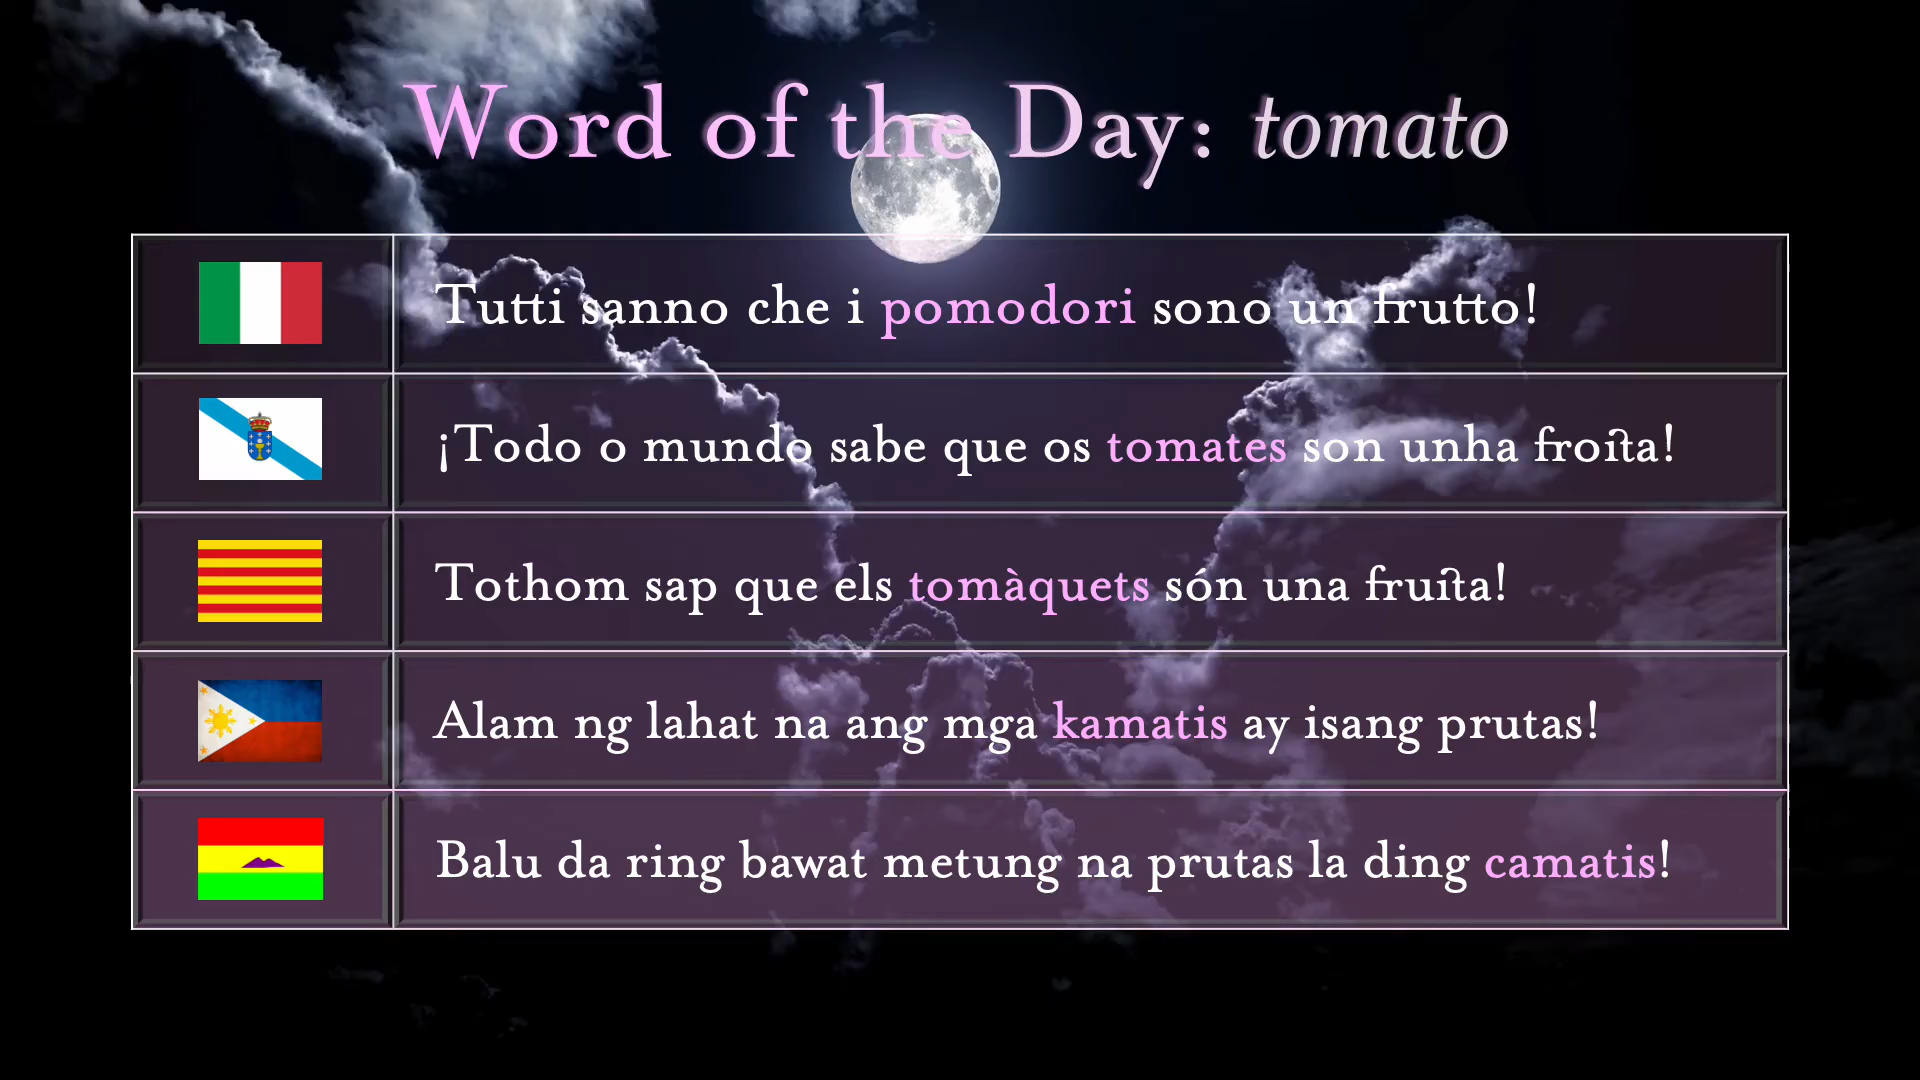 Word of the Day: tomato
Tutti sanno che i pomodori sono un frutto!
¡Todo o mundo sabe que os tomates son unha froita!
Tothom sap que els tomàquets són una fruita!
Alam ng lahat na ang mga kamatis ay isang prutas!
Balu da ring bawat metung na prutas la ding camatis!